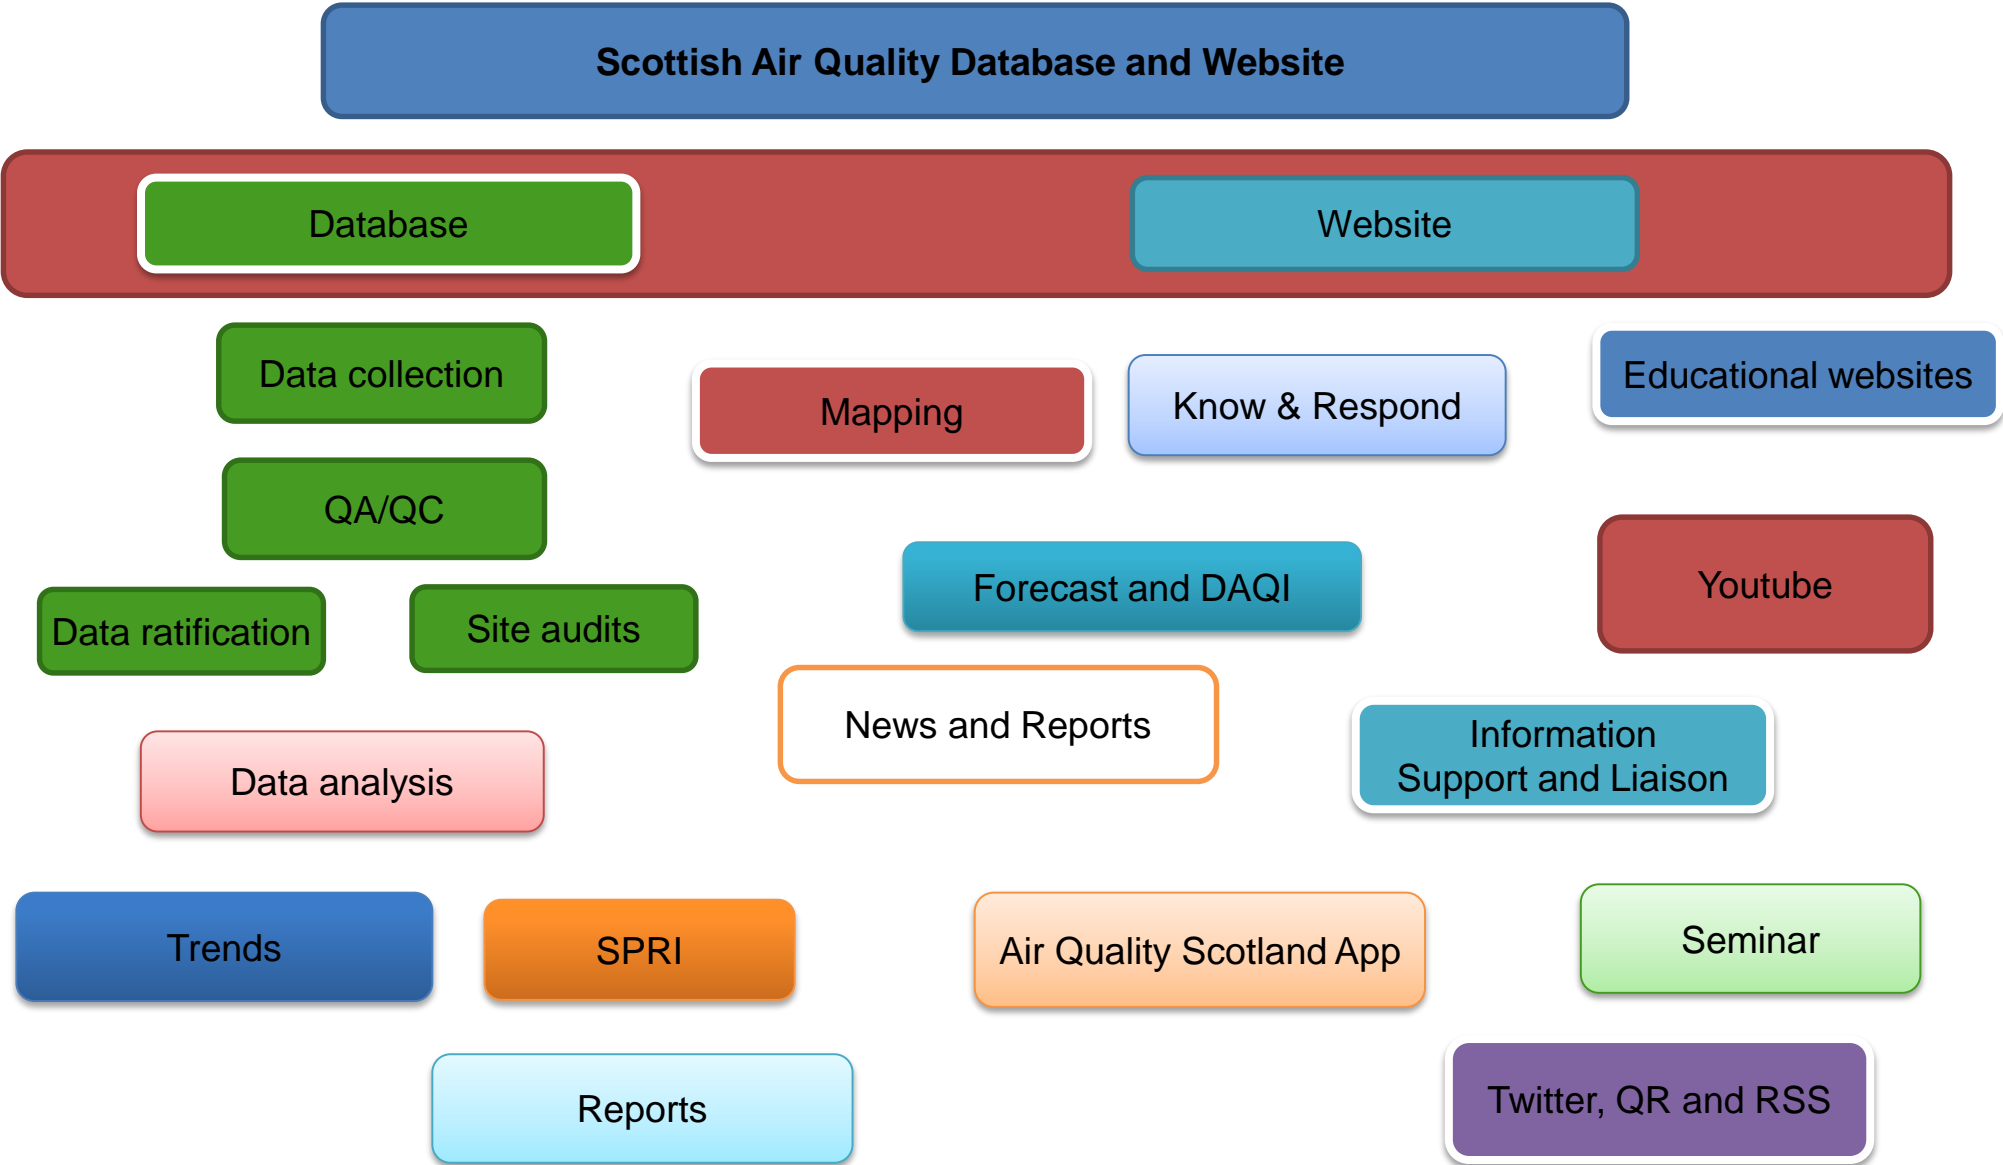 Scottish Air Quality Database and Website
Database
Website
Data collection
Mapping
Know & Respond
Educational websites
QA/QC
Forecast and DAQI
Youtube
Data ratification
Site audits
News and Reports
Information
Support and Liaison
Data analysis
Trends
SPRI
Air Quality Scotland App
Seminar
Reports
Twitter, QR and RSS